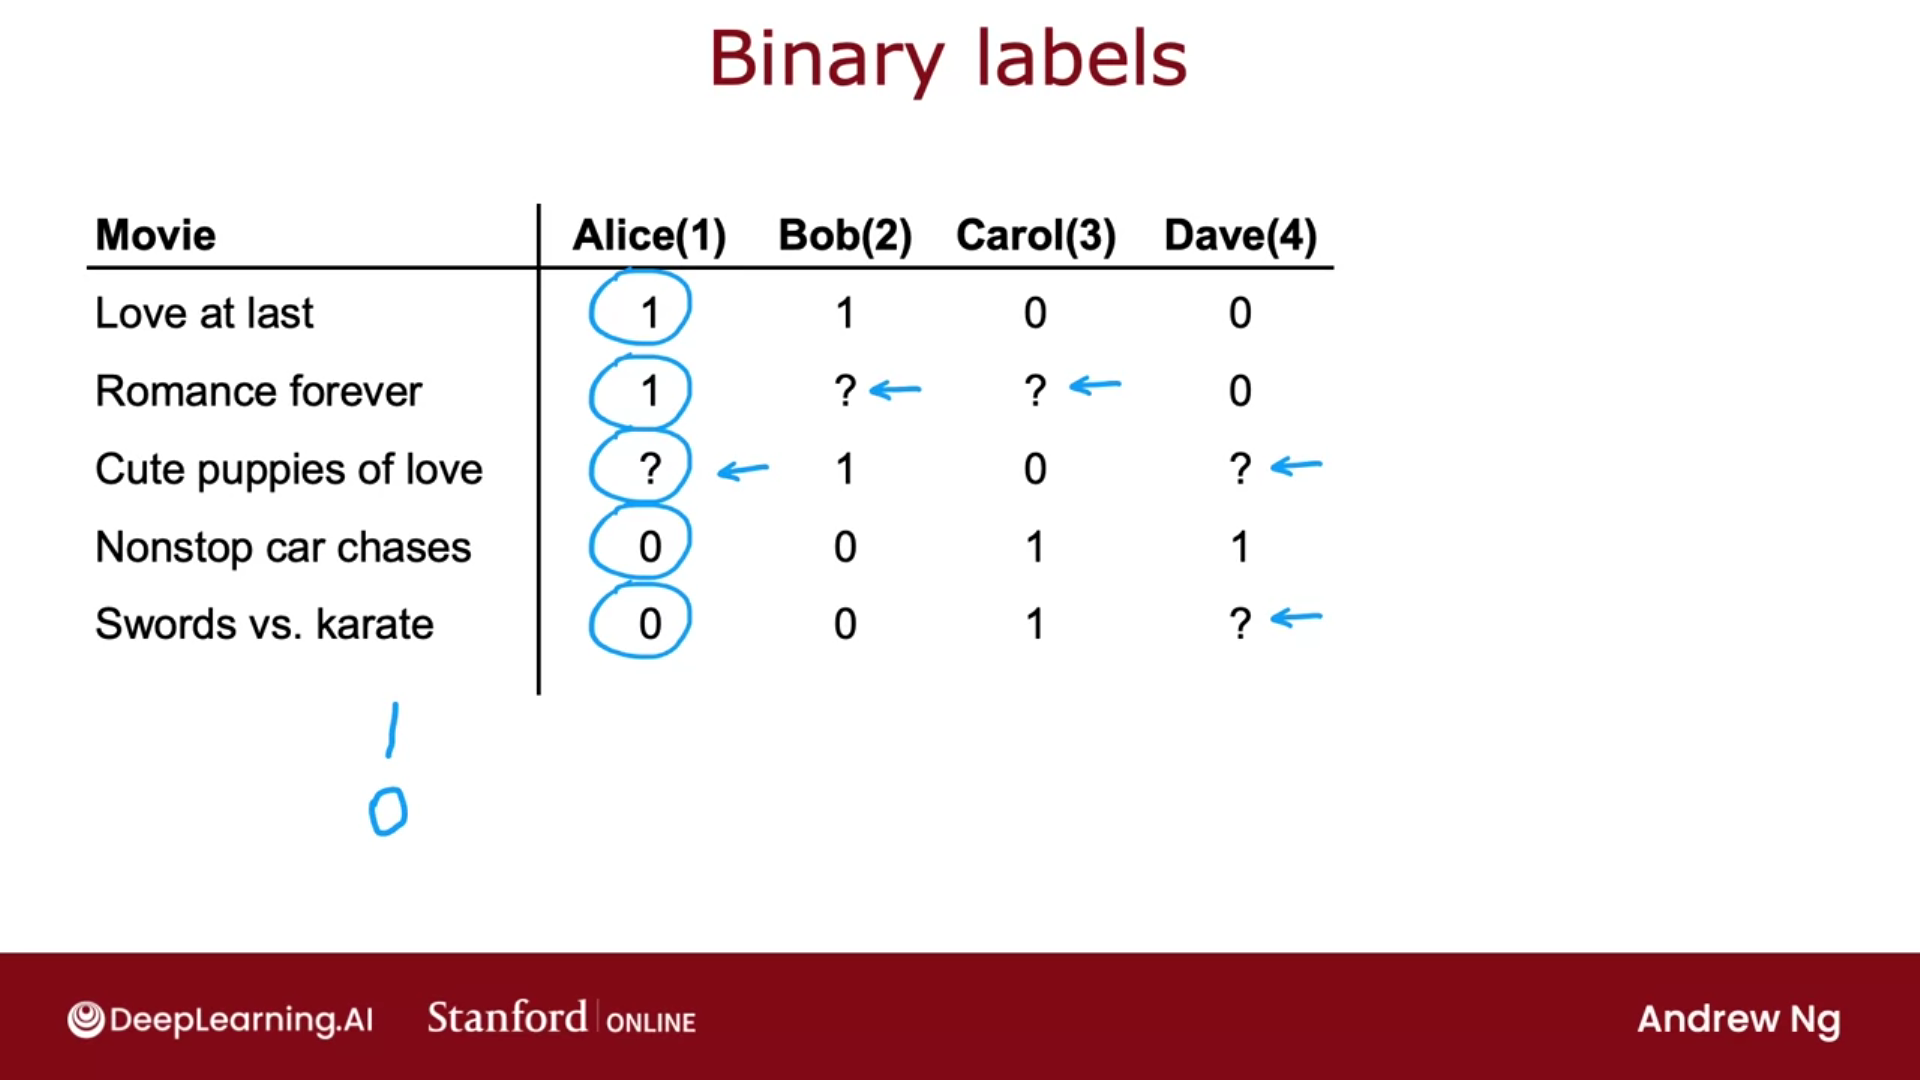 Binary labels
Movie Alice(1) Bob(2) Carol(3) Dave(4)
Love at last 1 1 0 0
Romance forever 1 ? ? 0
Cute puppies of love ? 1 0 ?
Nonstop car chases 0 0 1 1
Swords vs. karate 0 0 1 ?
1
0
DeepLearning.AI Stanford ONLINE Andrew Ng